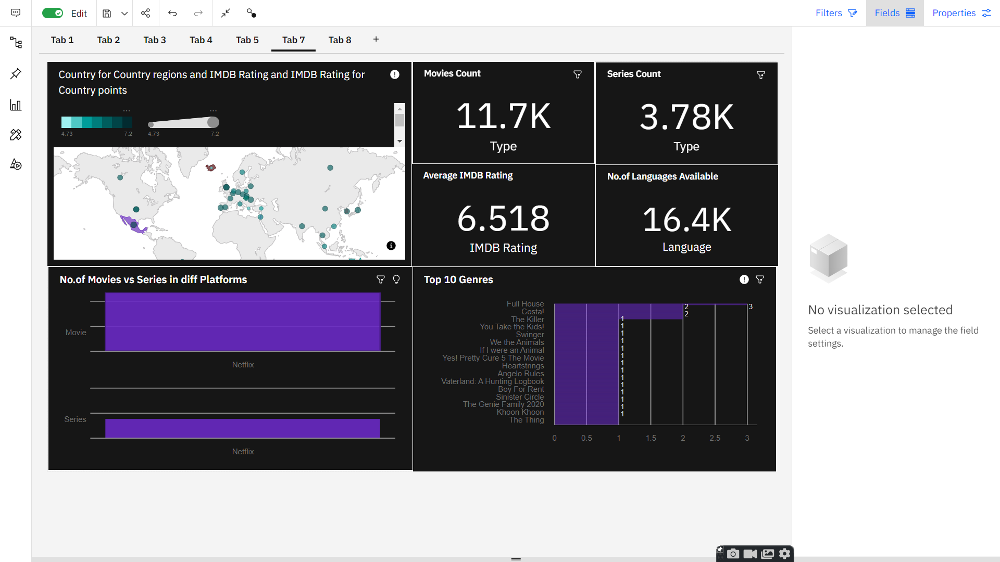 Edit
Filters
Fields
Properties
Tab 1
Tab 2
Tab 3
Tab 4
Tab 5
Tab 7
Tab 8
+
Country for Country regions and IMDB Rating and IMDB Rating for
Country points
4.73
7.2
4.73
7.2
Movies Count
11.7K
Type
Series Count
3.78K
Type
Average IMDB Rating
6.518
IMDB Rating
No.of Languages Available
16.4K
Language
No.of Movies vs Series in diff Platforms
Movie
Netflix
Series
Netflix
Top 10 Genres
Full House
Costa!
The Killer
You Take the Kids!
Swinger
We the Animals
If I were an Animal
Yes! Pretty Cure 5 The Movie
Heartstrings
Angelo Rules
Vaterland: A Hunting Logbook
Boy For Rent
Sinister Circle
The Genie Family 2020
Khoon Khoon
The Thing
3
2
2
1
1
1
1
1
1
1
1
1
1
1
1
1
1
0
0.5
1
1.5
2
2.5
3
No visualization selected
Select a visualization to manage the field
settings.